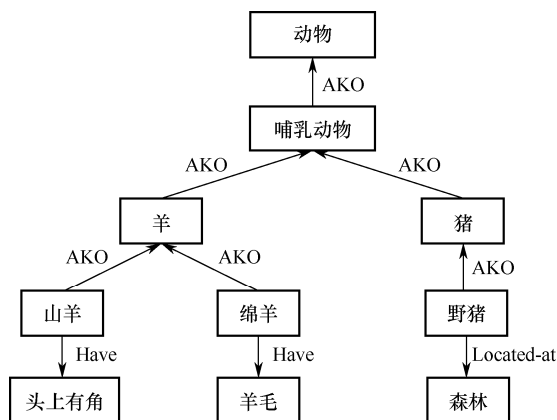 动物
AKO
哺乳动物
AKO
AKO
羊
猪
AKO
AKO
AKO
山羊
绵羊
野猪
Have
Have
Located-at
头上有角
羊毛
森林